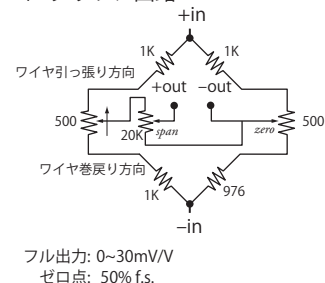 +in
1K 1K
ワイヤ引っ張り方向
+out −out
500 20K span zero 500
ワイヤ巻戻り方向
1K 976
−in
フル出力: 0~30mV/V
ゼロ点: 50% f.s.